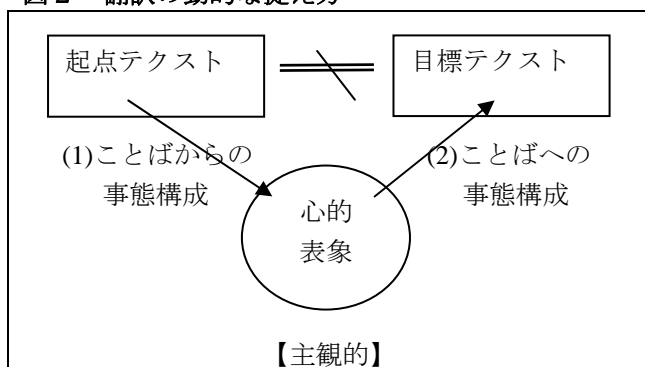 図 2　翻訳の動的な捉え方
起点テクスト
目標テクスト
(1)ことばからの
事態構成
(2)ことばへの
事態構成
心的
表象
【主観的】